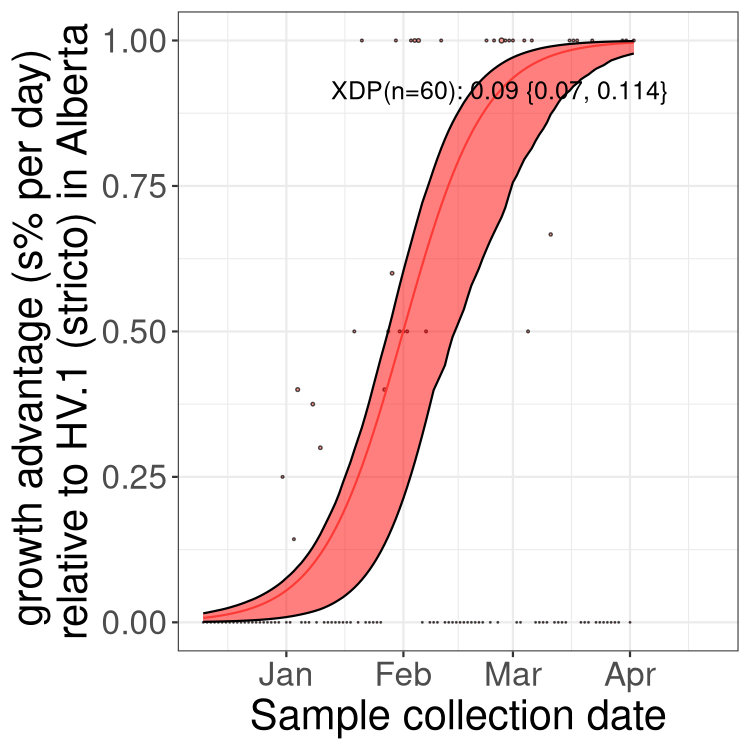 growth advantage (s% per day)
relative to HV.1 (stricto) in Alberta
1.00
0.75
0.50
0.25
0.00
XDP(n=60): 0.09 {0.07, 0.114}
Jan Feb Mar Apr
Sample collection date